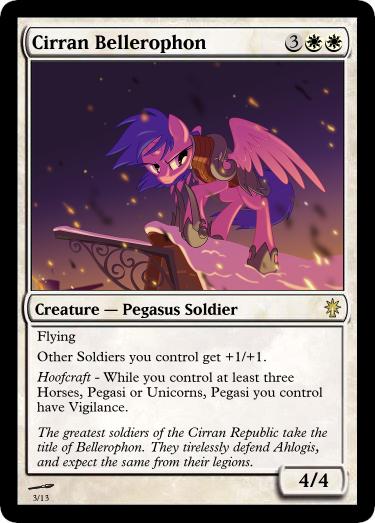 Cirran Bellerophon 3
Creature — Pegasus Soldier
Flying
Other Soldiers you control get +1/+1.
Hoofcraft - While you control at least three
Horses, Pegasi or Unicorns, Pegasi you control
have Vigilance.
The greatest soldiers of the Cirran Republic take the
title of Bellerophon. They tirelessly defend Ahlogis,
and expect the same from their legions.
4/4
3/13